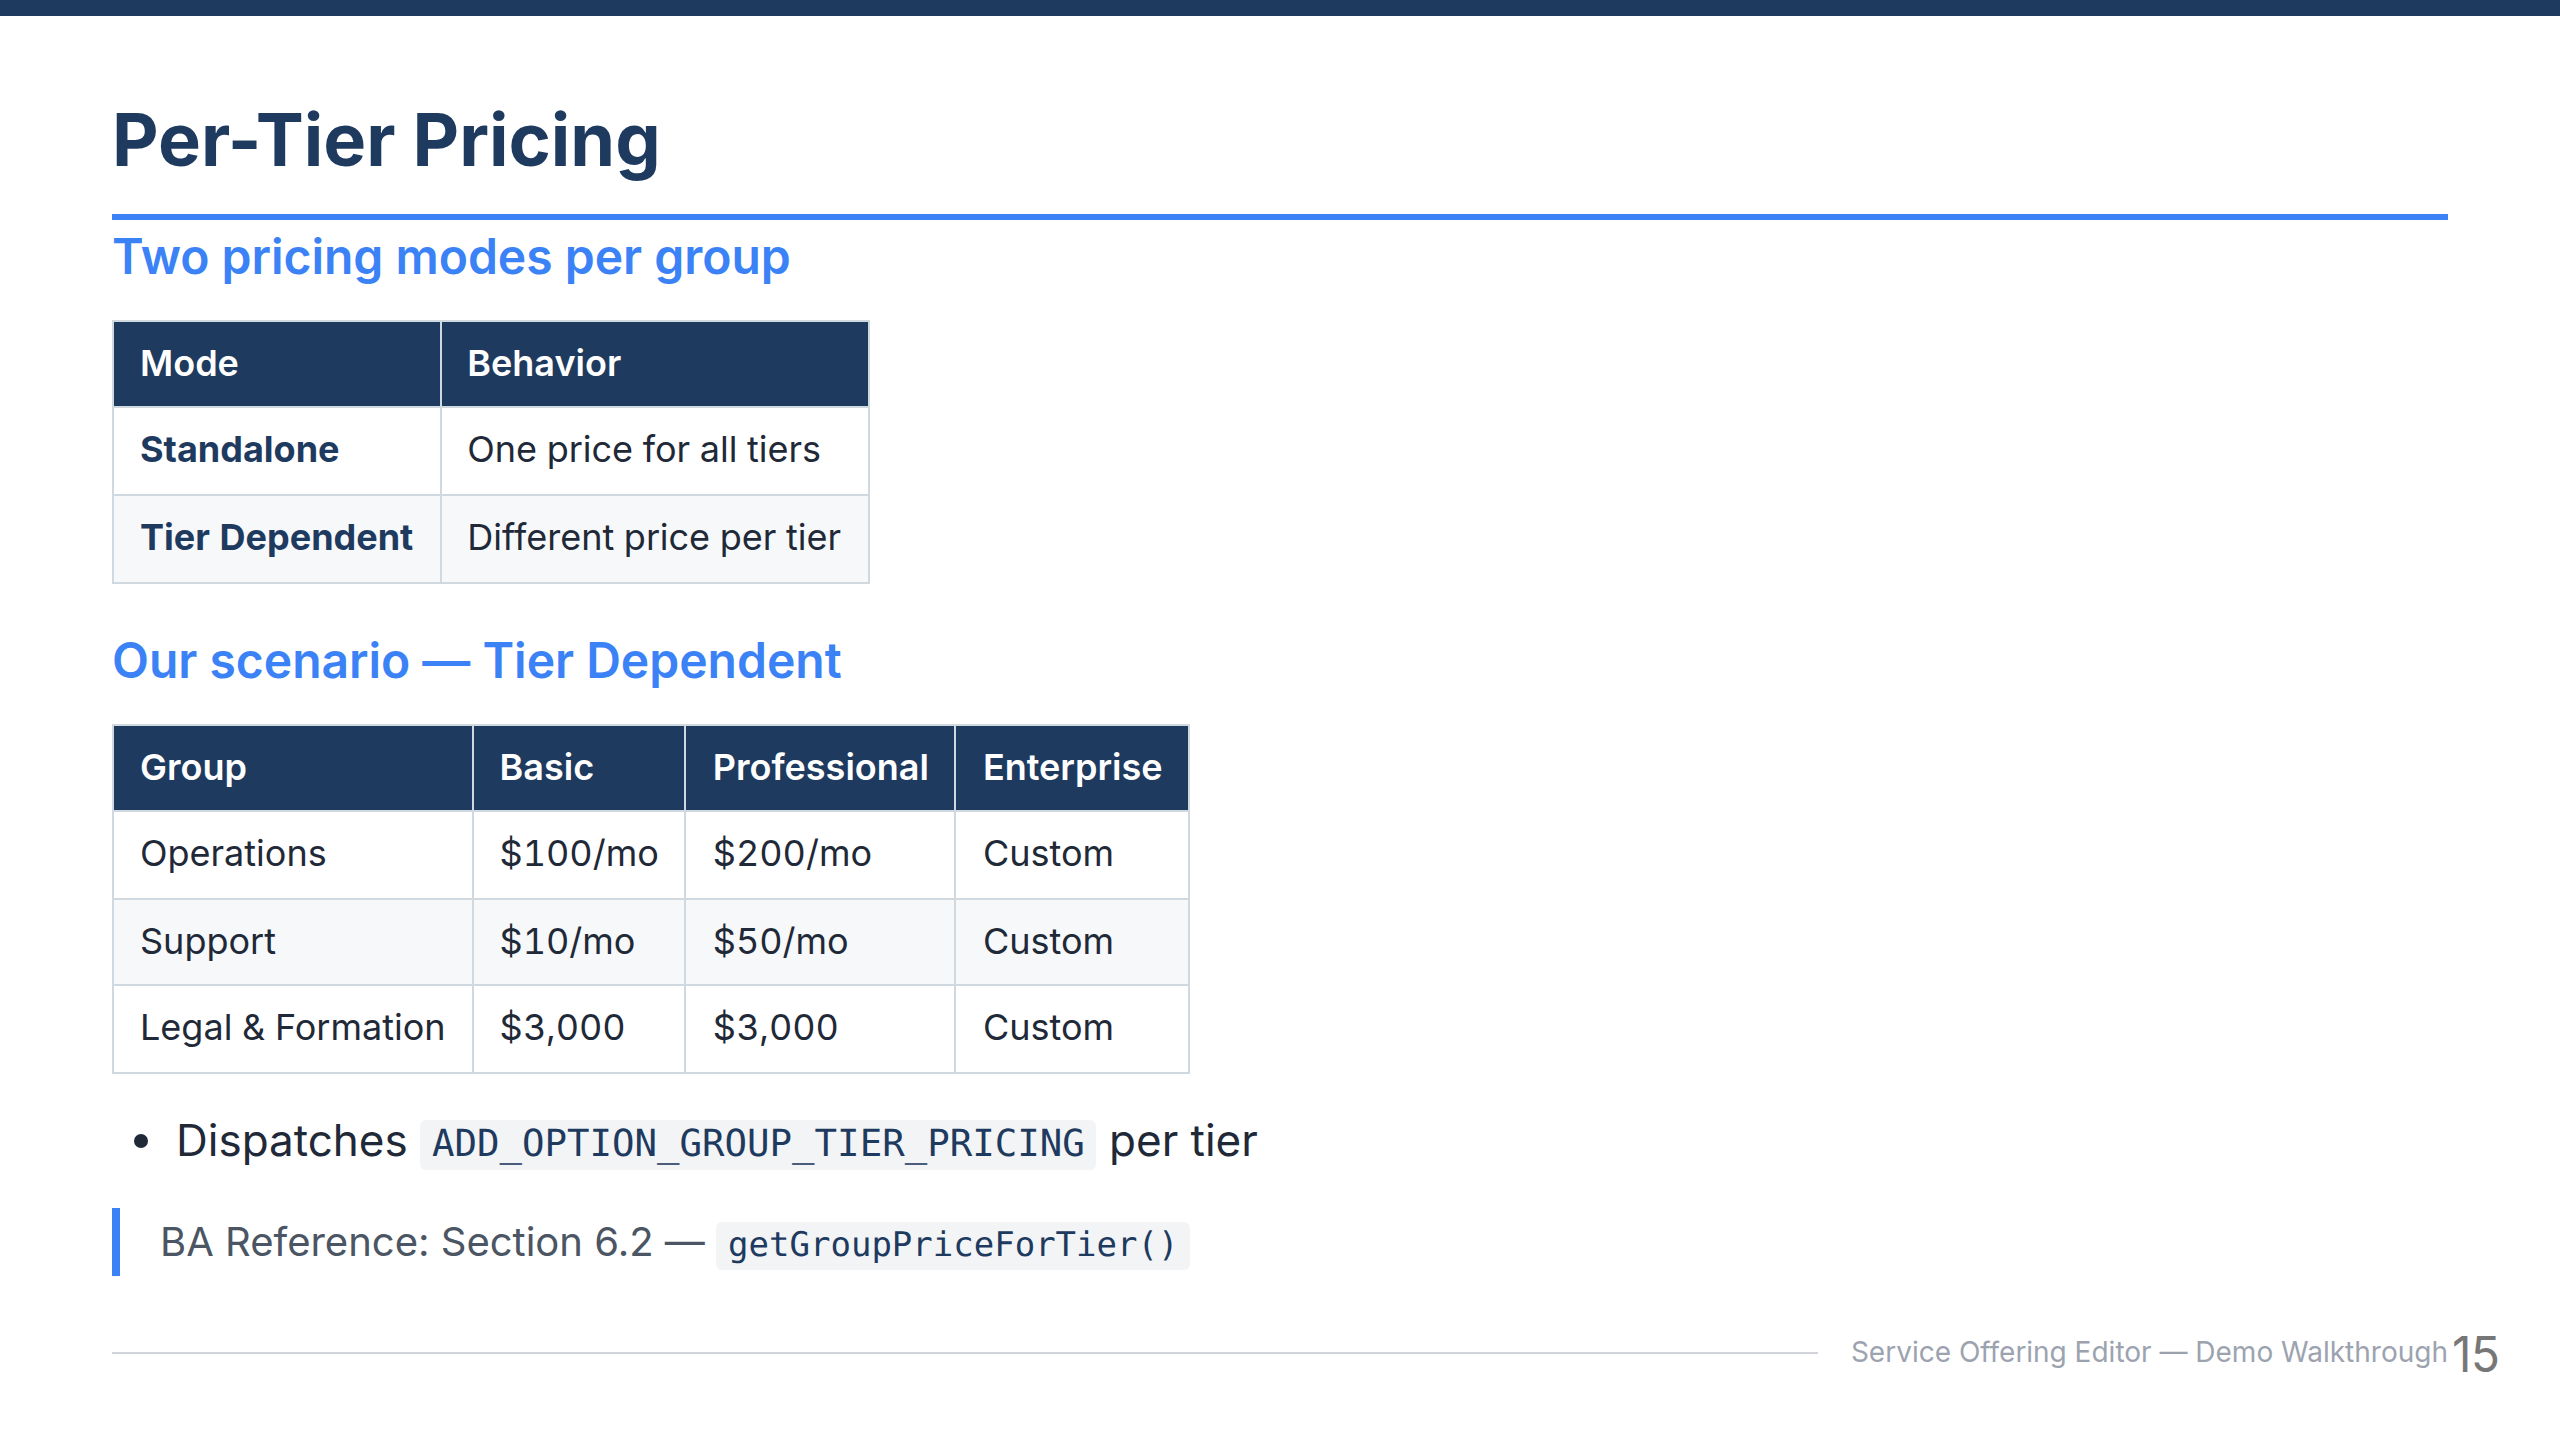 Per-Tier Pricing
Two pricing modes per group
Mode Behavior
Standalone One price for all tiers
Tier Dependent Different price per tier
Our scenario — Tier Dependent
Group Basic Professional Enterprise
Operations $100/mo $200/mo Custom
Support $10/mo $50/mo Custom
Legal & Formation $3,000 $3,000 Custom
• Dispatches ADD_OPTION_GROUP_TIER_PRICING per tier
BA Reference: Section 6.2 — getGroupPriceForTier()
Service Offering Editor — Demo Walkthrough 15